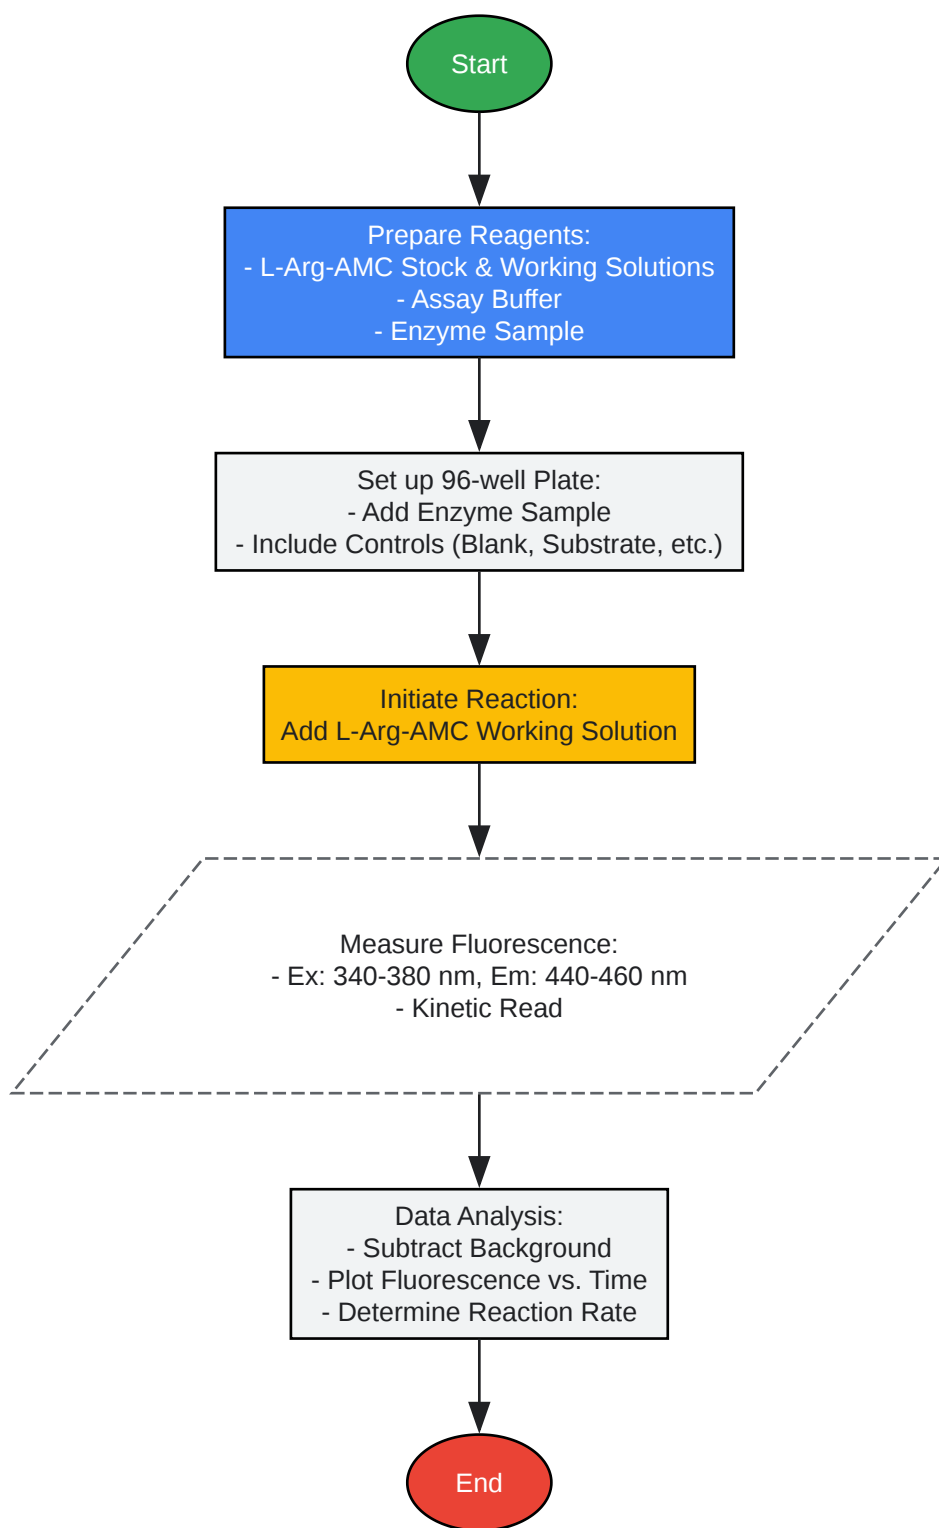 Start
Prepare Reagents:
- L-Arg-AMC Stock & Working Solutions
- Assay Buffer
- Enzyme Sample
Set up 96-well Plate:
- Add Enzyme Sample
- Include Controls (Blank, Substrate, etc.)
Initiate Reaction:
Add L-Arg-AMC Working Solution
Measure Fluorescence:
- Ex: 340-380 nm, Em: 440-460 nm
- Kinetic Read
Data Analysis:
- Subtract Background
- Plot Fluorescence vs. Time
- Determine Reaction Rate
End